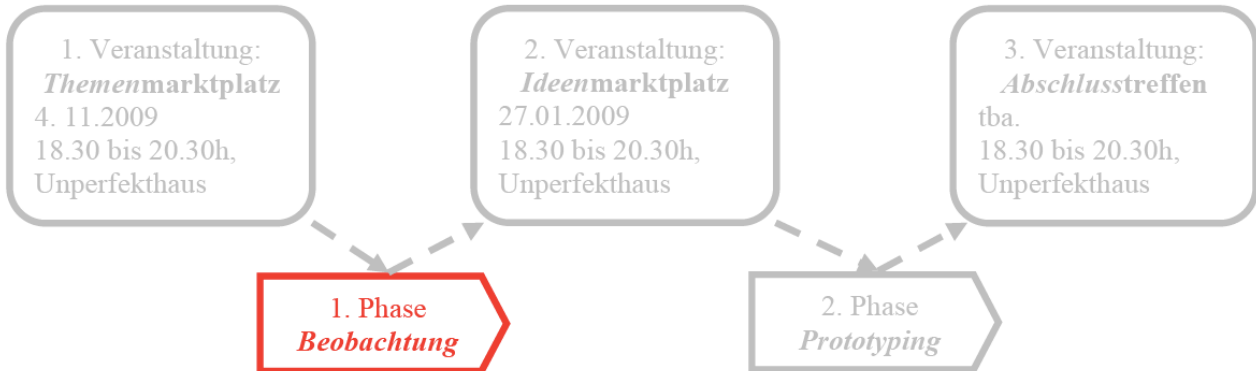 1. Veranstaltung:
Themenmarktplatz
4. 11.2009
18.30 bis 20.30h,
Unperfekthaus
2. Veranstaltung:
Ideenmarktplatz
27.01.2009
18.30 bis 20.30h,
Unperfekthaus
3. Veranstaltung:
Abschlusstreffen
tba.
18.30 bis 20.30h,
Unperfekthaus
1. Phase
Beobachtung
2. Phase
Prototyping